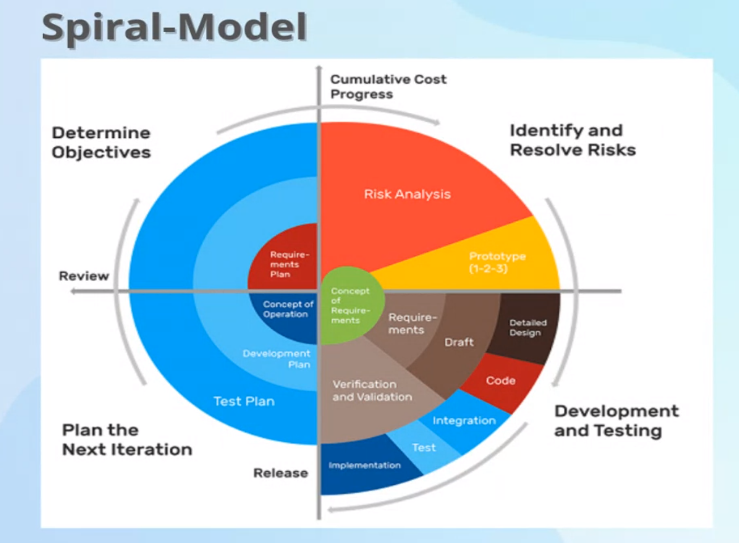 Spiral-Model
Cumulative Cost
Progress
Determine
Objectives
Identify and
Resolve Risks
Risk Analysis
Require-
ments
Plan
Prototype
(1-2-3)
Review
Concept
of
Require-
ments
Concept of
Operation
Require-
ments
Detailed
Design
Draft
Development
Plan
Code
Verification
and Validation
Test Plan
Integration
Development
and Testing
Plan the
Next Iteration
Test
Release
Implementation